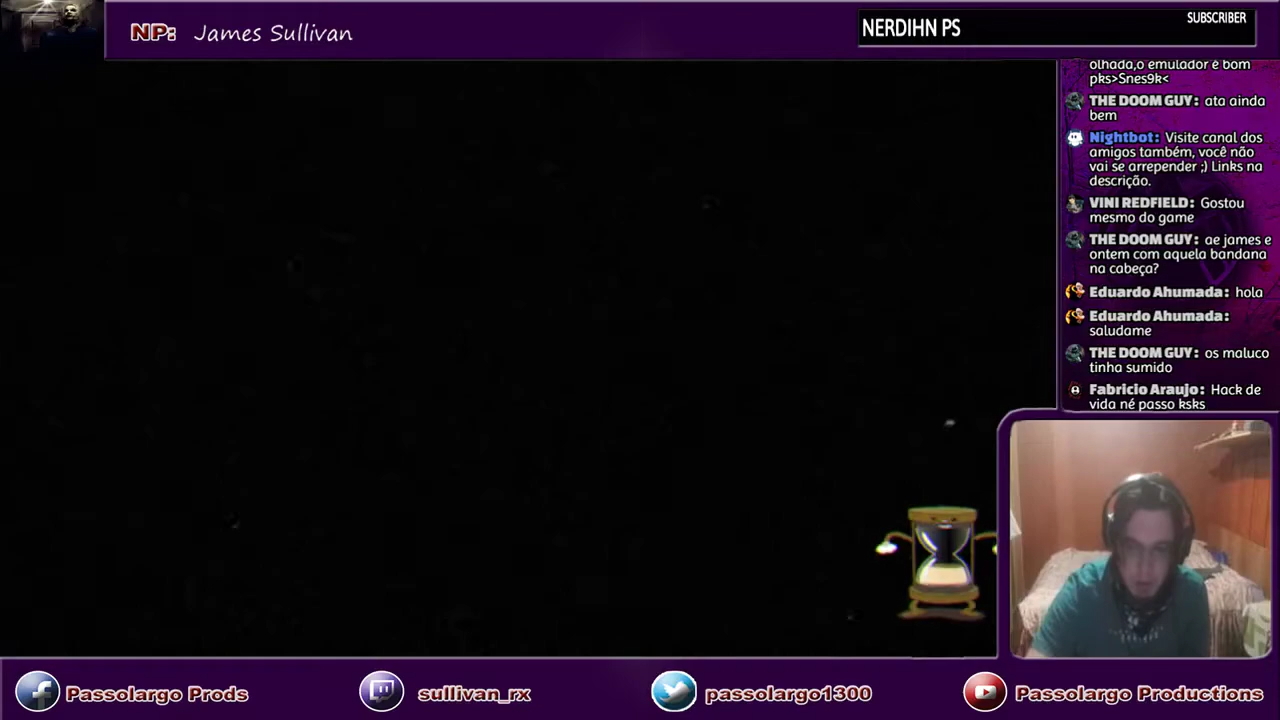 NP: James Sullivan
NERDIHN PS
SUBSCRIBER
olhada,o emulador é bom
pks>Snes9k<
THE DOOM GUY: ata ainda
bem
Nightbot: Visite canal dos
amigos também, você não
vai se arrepender ;) Links na
descrição.
VINI REDFIELD: Gostou
mesmo do game
THE DOOM GUY: ae james e
ontem com aquela bandana
na cabeça?
Eduardo Ahumada: hola
Eduardo Ahumada:
saludame
THE DOOM GUY: os maluco
tinha sumido
Fabricio Araujo: Hack de
vida né passo ksks
Passolargo Prods
sullivan_rx
passolargo1300
Passolargo Productions